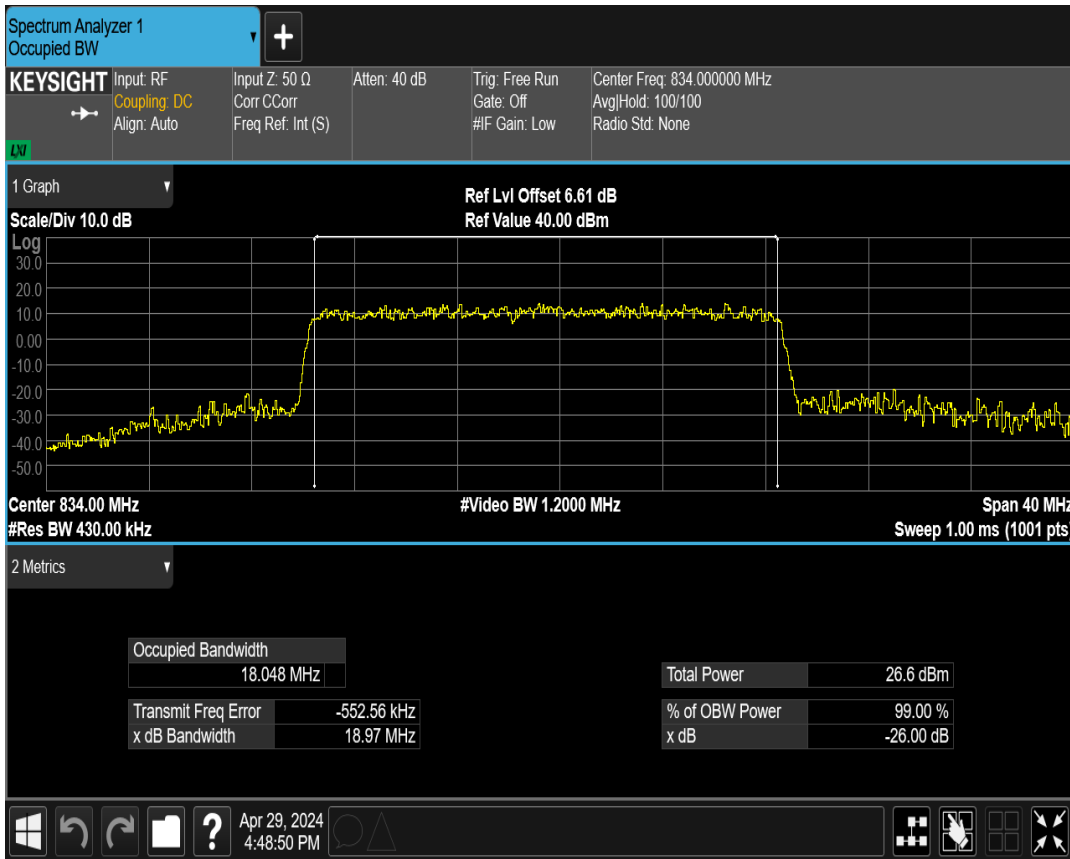 Spectrum Analyzer 1
Occupied BW
+
KEYSIGHT
LXI
Input: RF
Coupling: DC
Align: Auto
Input Z: 50 Ω
Corr CCorr
Freq Ref: Int (S)
Atten: 40 dB
Trig: Free Run
Gate: Off
#IF Gain: Low
Center Freq: 834.000000 MHz
Avg|Hold: 100/100
Radio Std: None
1 Graph
Scale/Div 10.0 dB
Ref Lvl Offset 6.61 dB
Ref Value 40.00 dBm
Log
30.0
20.0
10.0
0.00
-10.0
-20.0
-30.0
-40.0
-50.0
Center 834.00 MHz
#Video BW 1.2000 MHz
Span 40 MHz
#Res BW 430.00 kHz
Sweep 1.00 ms (1001 pts)
2 Metrics
Occupied Bandwidth
18.048 MHz
Transmit Freq Error -552.56 kHz
x dB Bandwidth 18.97 MHz
Total Power 26.6 dBm
% of OBW Power 99.00 %
x dB -26.00 dB
?
Apr 29, 2024
4:48:50 PM